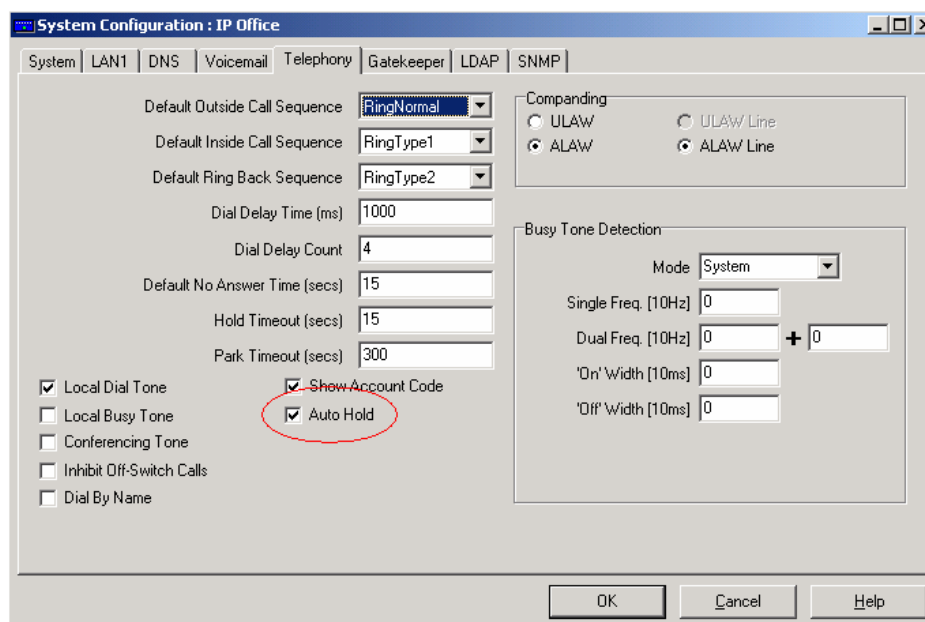 System Configuration : IP Office
System LAN1 DNS Voicemail Telephony Gatekeeper LDAP SNMP
Default Outside Call Sequence RingNormal
Default Inside Call Sequence RingType1
Default Ring Back Sequence RingType2
Dial Delay Time (ms) 1000
Dial Delay Count 4
Default No Answer Time (secs) 15
Hold Timeout (secs) 15
Park Timeout (secs) 300
Local Dial Tone Show Account Code
Local Busy Tone Auto Hold
Conferencing Tone
Inhibit Off-Switch Calls
Dial By Name
Companding
ULAW ULAW Line
ALAW ALAW Line
Busy Tone Detection
Mode System
Single Freq. [10Hz] 0
Dual Freq. [10Hz] 0 + 0
'On' Width [10ms] 0
'Off' Width [10ms] 0
OK Cancel Help